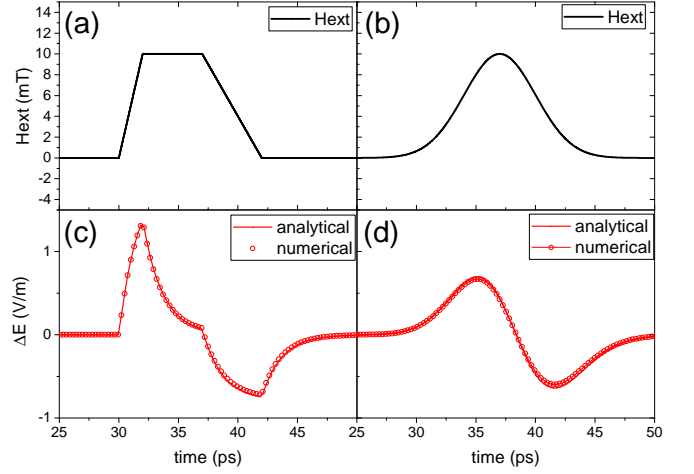 (a)
Hext
(b)
Hext
Hext (mT)
14
12
10
8
6
4
2
0
-2
-4
(c)
analytical
numerical
(d)
analytical
numerical
ΔE (V/m)
1
0
-1
25 30 35 40 45 25 30 35 40 45 50
time (ps) time (ps)